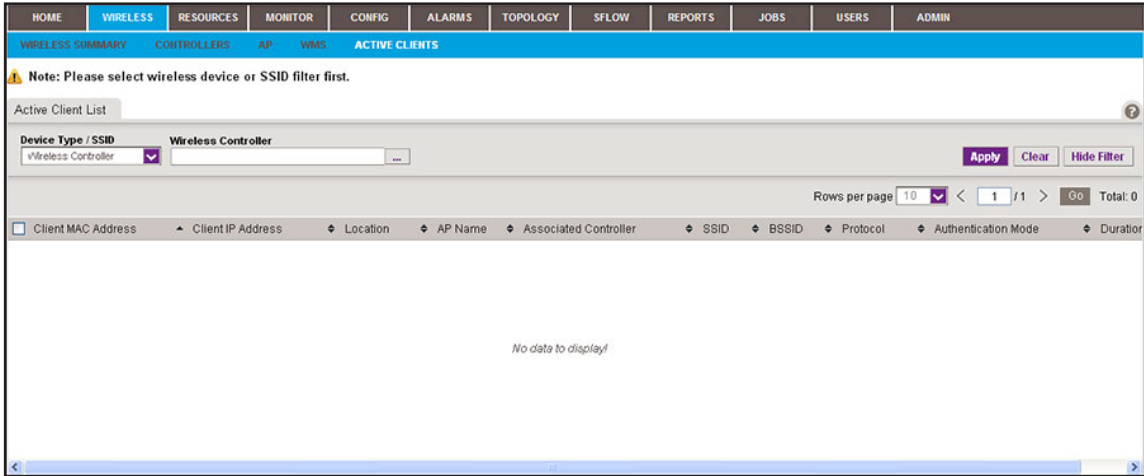 HOME WIRELESS RESOURCES MONITOR CONFIG ALARMS TOPOLOGY SFLOW REPORTS JOBS USERS ADMIN
WIRELESS SUMMARY CONTROLLERS AP WMS ACTIVE CLIENTS
Note: Please select wireless device or SSID filter first.
Active Client List
Device Type / SSID Wireless Controller
Wireless Controller ... Apply Clear Hide Filter
Rows per page 10 < 1 /1 > Go Total: 0
Client MAC Address Client IP Address Location AP Name Associated Controller SSID BSSID Protocol Authentication Mode Duration
No data to display!